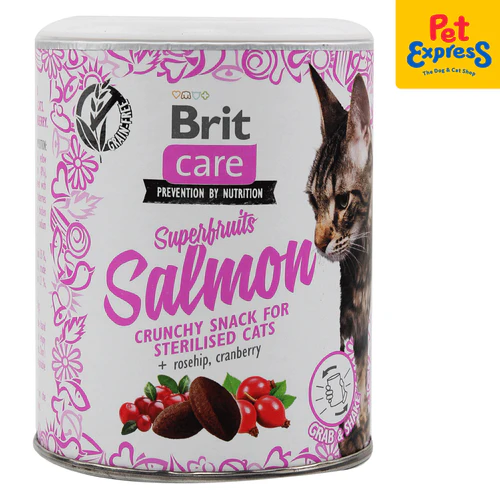 Pet
Express
The Dog & Cat Shop
GRAIN-FREE
Brit
care
PREVENTION BY NUTRITION
Superfruits
Salmon
CRUNCHY SNACK FOR
STERILISED CATS
+ rosehip, cranberry
GRAB & SHAKE